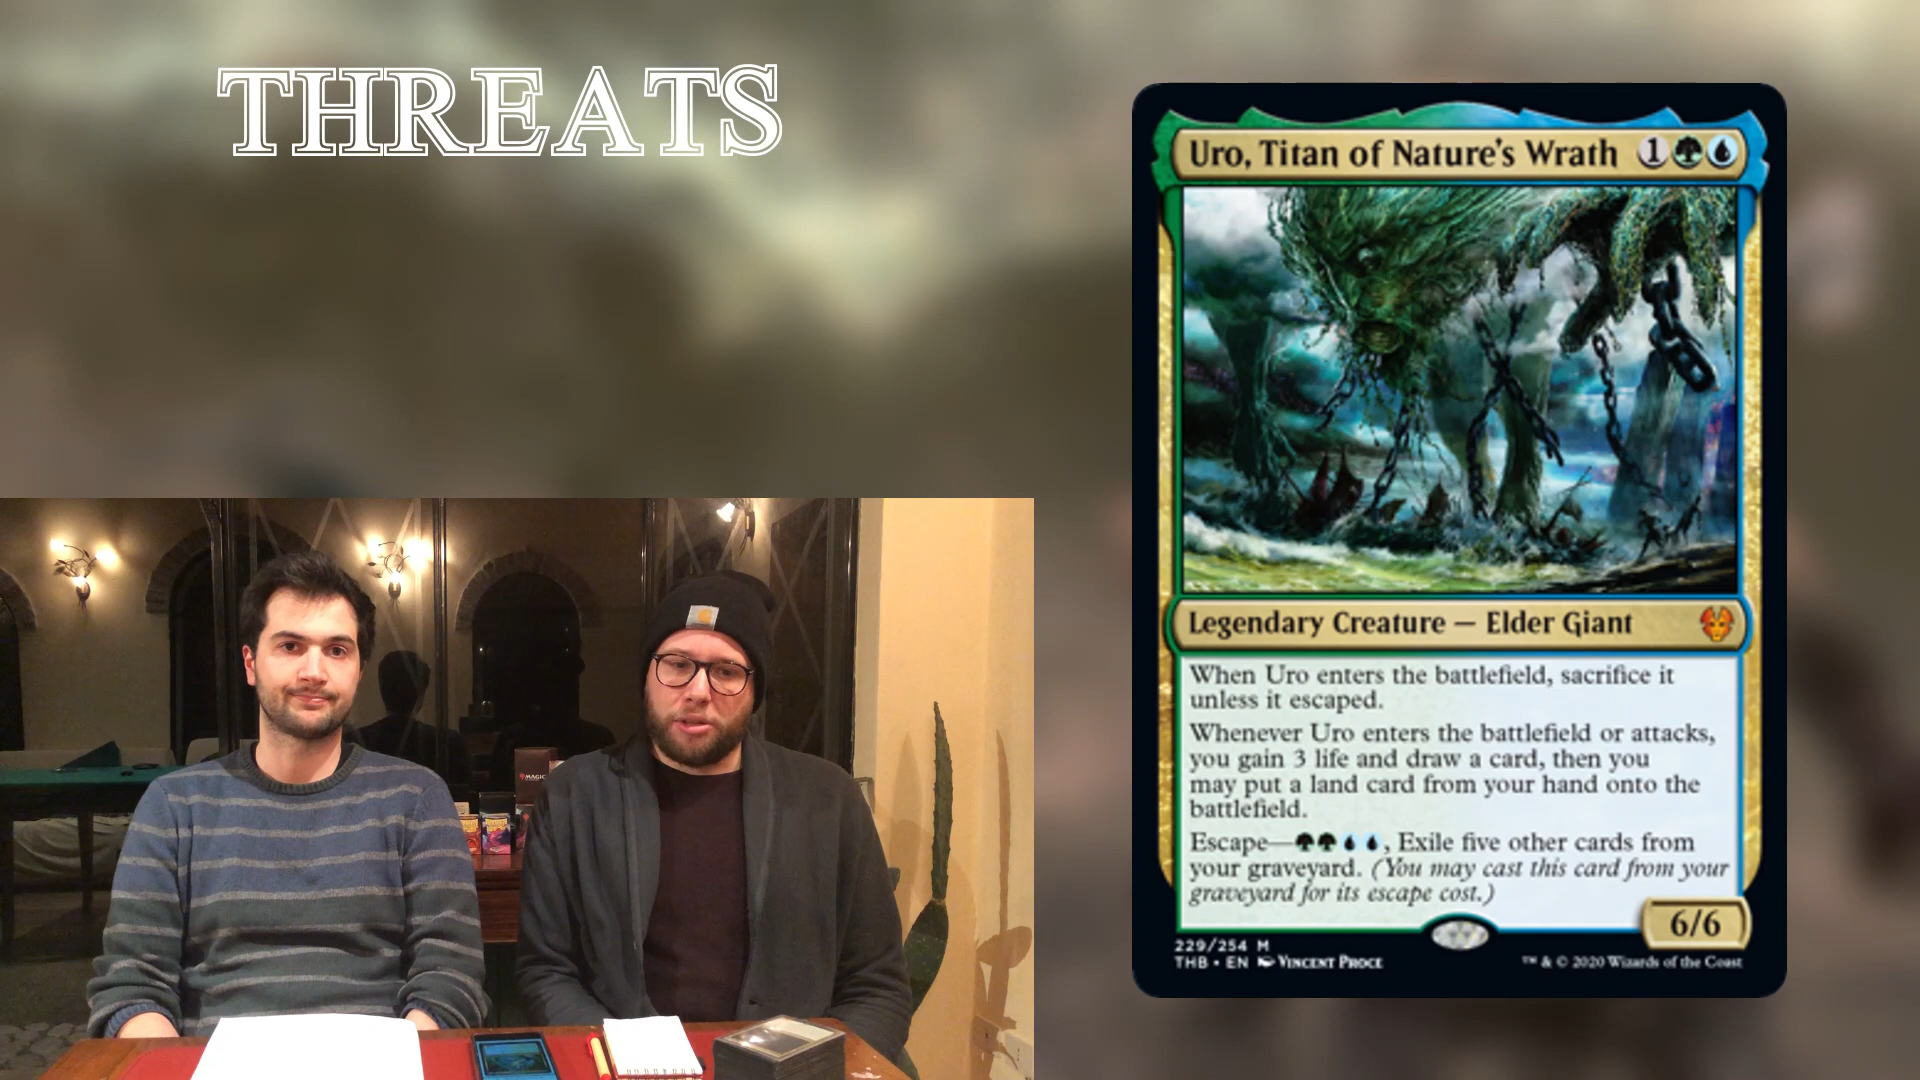 THREATS
Uro, Titan of Nature's Wrath 1
Legendary Creature — Elder Giant
When Uro enters the battlefield, sacrifice it
unless it escaped.
Whenever Uro enters the battlefield or attacks,
you gain 3 life and draw a card, then you
may put a land card from your hand onto the
battlefield.
Escape—, Exile five other cards from
your graveyard. (You may cast this card from your
graveyard for its escape cost.)
6/6
229/254 M
THB • EN VINCENT PROCE
™ & © 2020 Wizards of the Coast
MAGIC